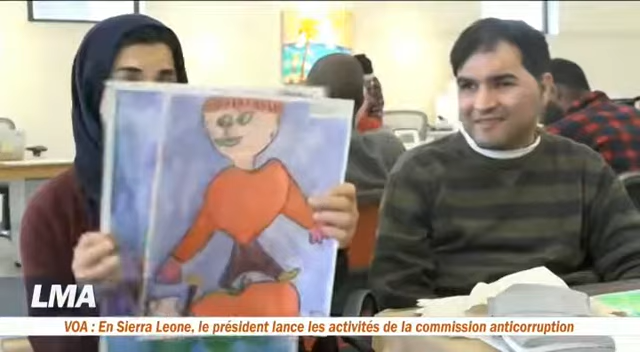 LMA
VOA : En Sierra Leone, le président lance les activités de la commission anticorruption